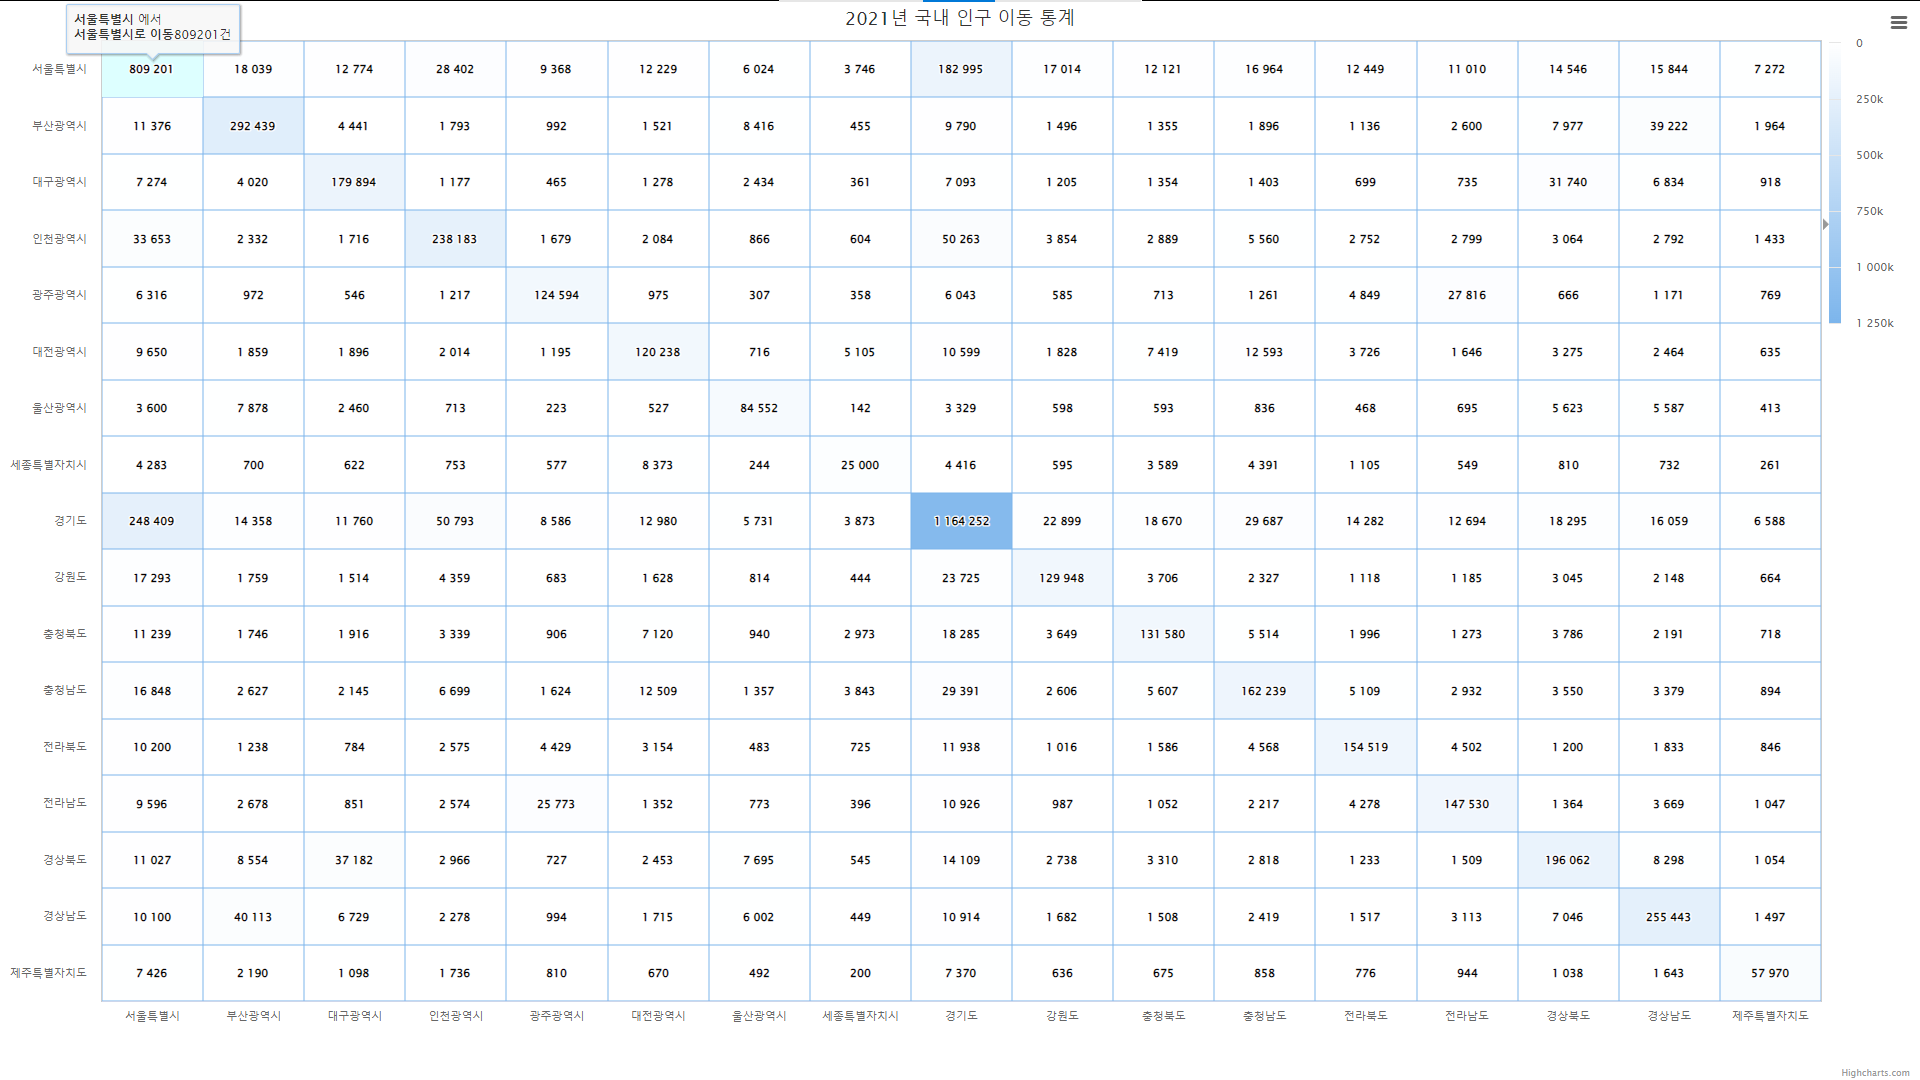 2021년 국내 인구 이동 통계
서울특별시 에서
서울특별시로 이동809201건
서울특별시 809 201 18 039 12 774 28 402 9 368 12 229 6 024 3 746 182 995 17 014 12 121 16 964 12 449 11 010 14 546 15 844 7 272
부산광역시 11 376 292 439 4 441 1 793 992 1 521 8 416 455 9 790 1 496 1 355 1 896 1 136 2 600 7 977 39 222 1 964
대구광역시 7 274 4 020 179 894 1 177 465 1 278 2 434 361 7 093 1 205 1 354 1 403 699 735 31 740 6 834 918
인천광역시 33 653 2 332 1 716 238 183 1 679 2 084 866 604 50 263 3 854 2 889 5 560 2 752 2 799 3 064 2 792 1 433
광주광역시 6 316 972 546 1 217 124 594 975 307 358 6 043 585 713 1 261 4 849 27 816 666 1 171 769
대전광역시 9 650 1 859 1 896 2 014 1 195 120 238 716 5 105 10 599 1 828 7 419 12 593 3 726 1 646 3 275 2 464 635
울산광역시 3 600 7 878 2 460 713 223 527 84 552 142 3 329 598 593 836 468 695 5 623 5 587 413
세종특별자치시 4 283 700 622 753 577 8 373 244 25 000 4 416 595 3 589 4 391 1 105 549 810 732 261
경기도 248 409 14 358 11 760 50 793 8 586 12 980 5 731 3 873 1 164 252 22 899 18 670 29 687 14 282 12 694 18 295 16 059 6 588
강원도 17 293 1 759 1 514 4 359 683 1 628 814 444 23 725 129 948 3 706 2 327 1 118 1 185 3 045 2 148 664
충청북도 11 239 1 746 1 916 3 339 906 7 120 940 2 973 18 285 3 649 131 580 5 514 1 996 1 273 3 786 2 191 718
충청남도 16 848 2 627 2 145 6 699 1 624 12 509 1 357 3 843 29 391 2 606 5 607 162 239 5 109 2 932 3 550 3 379 894
전라북도 10 200 1 238 784 2 575 4 429 3 154 483 725 11 938 1 016 1 586 4 568 154 519 4 502 1 200 1 833 846
전라남도 9 596 2 678 851 2 574 25 773 1 352 773 396 10 926 987 1 052 2 217 4 278 147 530 1 364 3 669 1 047
경상북도 11 027 8 554 37 182 2 966 727 2 453 7 695 545 14 109 2 738 3 310 2 818 1 233 1 509 196 062 8 298 1 054
경상남도 10 100 40 113 6 729 2 278 994 1 715 6 002 449 10 914 1 682 1 508 2 419 1 517 3 113 7 046 255 443 1 497
제주특별자치도 7 426 2 190 1 098 1 736 810 670 492 200 7 370 636 675 858 776 944 1 038 1 643 57 970
서울특별시 부산광역시 대구광역시 인천광역시 광주광역시 대전광역시 울산광역시 세종특별자치시 경기도 강원도 충청북도 충청남도 전라북도 전라남도 경상북도 경상남도 제주특별자치도
0
250k
500k
750k
1 000k
1 250k
Highcharts.com